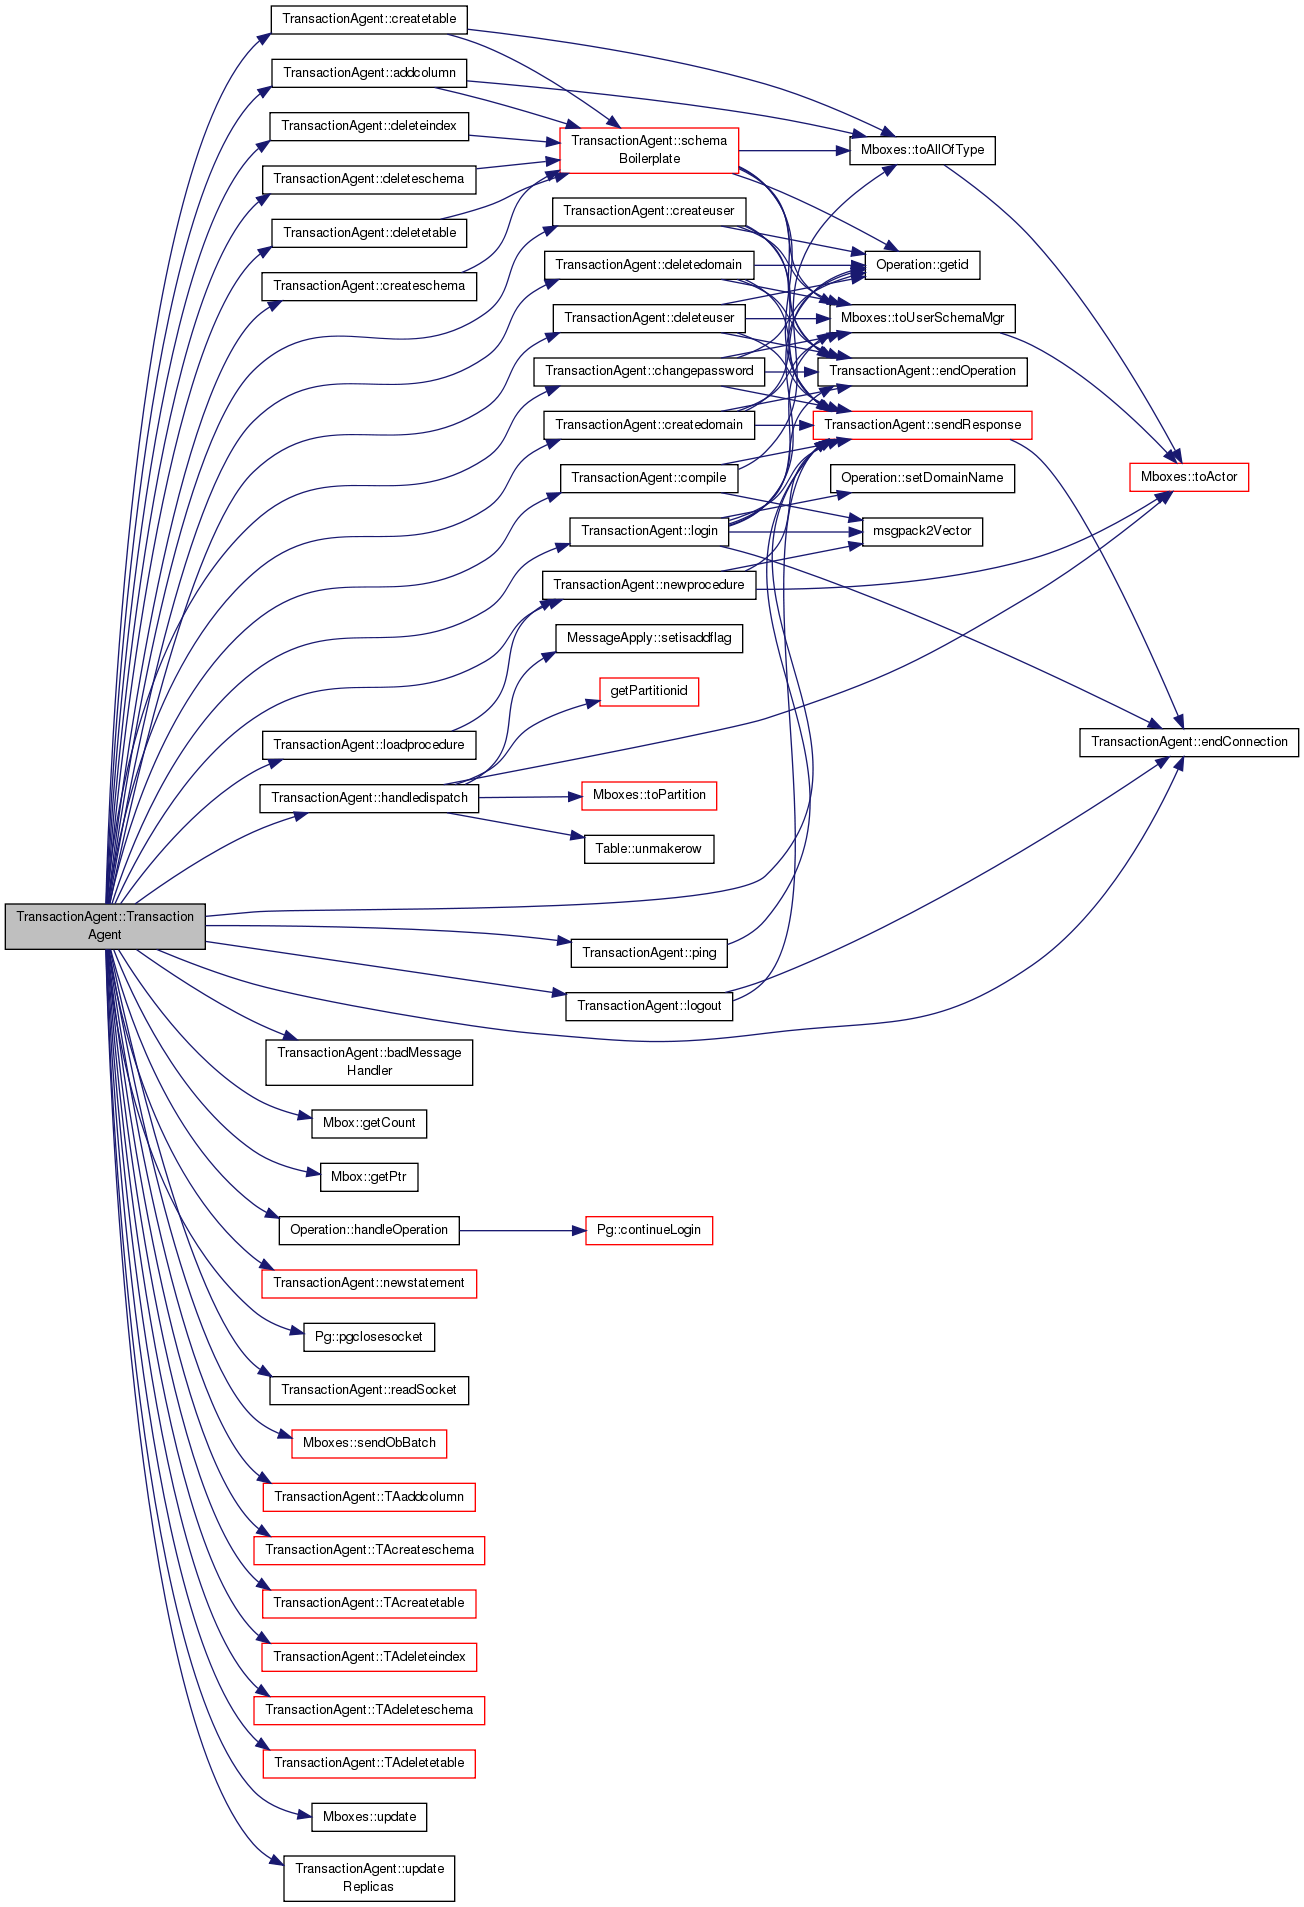 TransactionAgent::createtable
TransactionAgent::addcolumn
TransactionAgent::deleteindex
TransactionAgent::deleteschema
TransactionAgent::deletetable
TransactionAgent::createschema
TransactionAgent::schema
Boilerplate
TransactionAgent::createuser
TransactionAgent::deletedomain
TransactionAgent::deleteuser
TransactionAgent::changepassword
TransactionAgent::createdomain
TransactionAgent::compile
TransactionAgent::login
TransactionAgent::newprocedure
MessageApply::setisaddflag
getPartitionid
Mboxes::toPartition
Table::unmakerow
Mboxes::toAllOfType
Operation::getid
Mboxes::toUserSchemaMgr
TransactionAgent::endOperation
TransactionAgent::sendResponse
Operation::setDomainName
msgpack2Vector
Mboxes::toActor
TransactionAgent::endConnection
TransactionAgent::loadprocedure
TransactionAgent::handledispatch
TransactionAgent::Transaction
Agent
TransactionAgent::ping
TransactionAgent::logout
TransactionAgent::badMessage
Handler
Mbox::getCount
Mbox::getPtr
Operation::handleOperation
Pg::continueLogin
TransactionAgent::newstatement
Pg::pgclosesocket
TransactionAgent::readSocket
Mboxes::sendObBatch
TransactionAgent::TAaddcolumn
TransactionAgent::TAcreateschema
TransactionAgent::TAcreatetable
TransactionAgent::TAdeleteindex
TransactionAgent::TAdeleteschema
TransactionAgent::TAdeletetable
Mboxes::update
TransactionAgent::update
Replicas